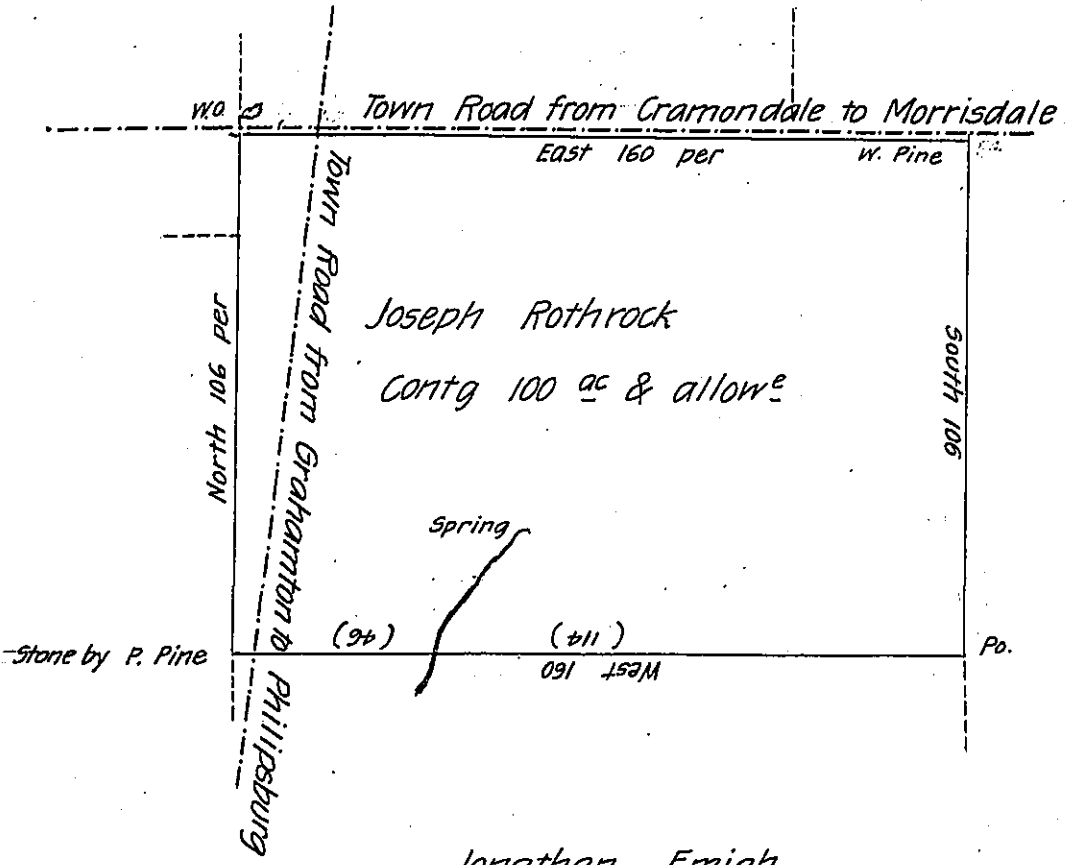 W.O.
Town Road from Cramondale to Morrisdale
East 160 per
W. Pine
Town Road from Grahamton to Phillipsburg
North 106 per
Joseph Rothrock
Contg 100 ac & allowe
South 106
Spring
(46)
(114)
Stone by P. Pine
West 160
Po.
Jonathan Emigh